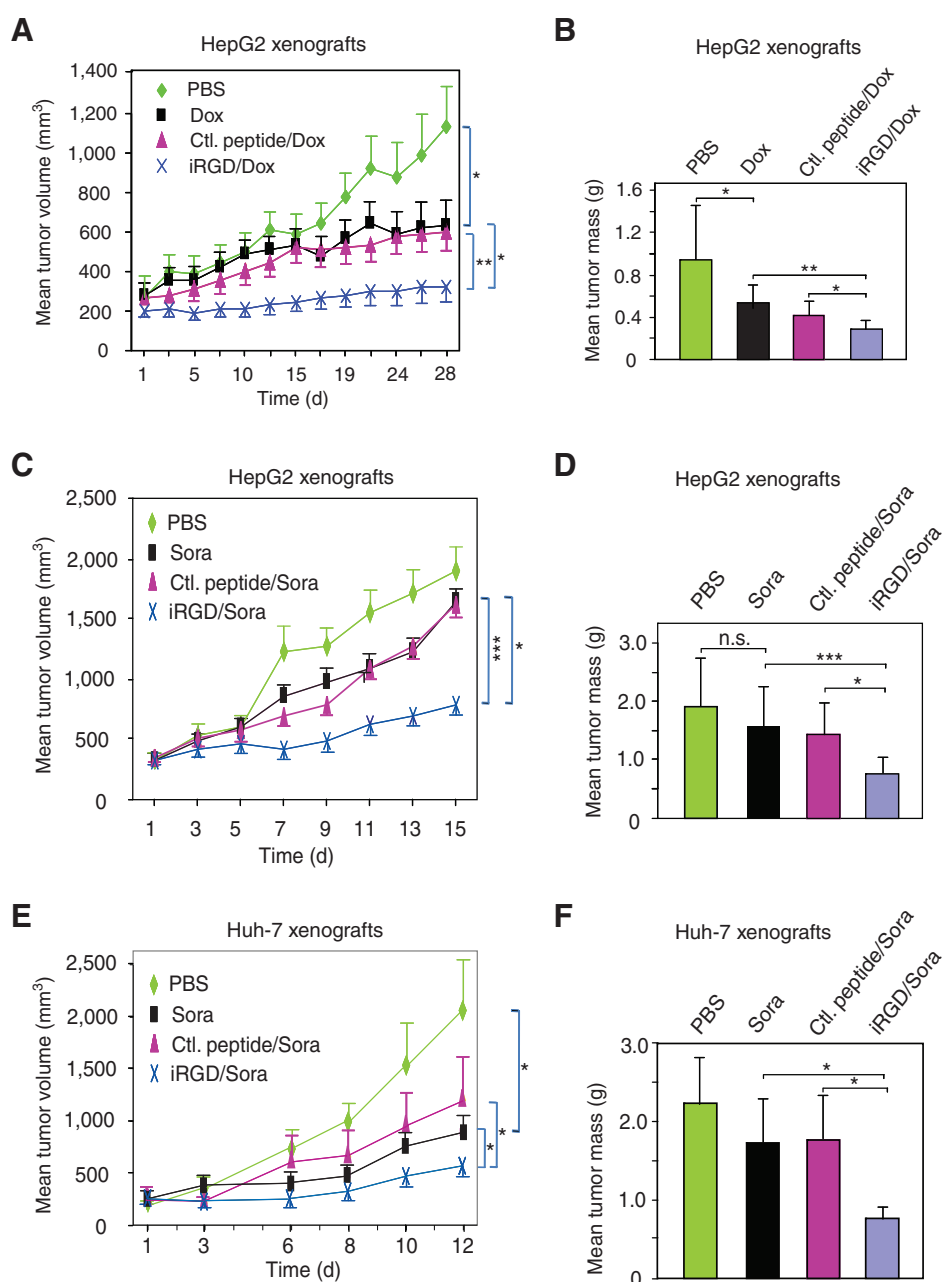 A
HepG2 xenografts
Mean tumor volume (mm³)
1,400
1,200
1,000
800
600
400
200
0
PBS
Dox
Ctl. peptide/Dox
iRGD/Dox
*
**
*
1 5 10 15 19 24 28
Time (d)
B
HepG2 xenografts
PBS
Dox
Ctl. peptide/Dox
iRGD/Dox
Mean tumor mass (g)
1.6
1.2
0.8
0.4
0
*
**
*
C
HepG2 xenografts
Mean tumor volume (mm³)
2,500
2,000
1,500
1,000
500
0
PBS
Sora
Ctl. peptide/Sora
iRGD/Sora
***
*
1 3 5 7 9 11 13 15
Time (d)
D
HepG2 xenografts
PBS
Sora
Ctl. peptide/Sora
iRGD/Sora
Mean tumor mass (g)
3.0
2.0
1.0
0
n.s.
***
*
E
Huh-7 xenografts
Mean tumor volume (mm³)
2,500
2,000
1,500
1,000
500
0
PBS
Sora
Ctl. peptide/Sora
iRGD/Sora
*
*
*
1 3 6 8 10 12
Time (d)
F
Huh-7 xenografts
PBS
Sora
Ctl. peptide/Sora
iRGD/Sora
Mean tumor mass (g)
3.0
2.0
1.0
0
*
*